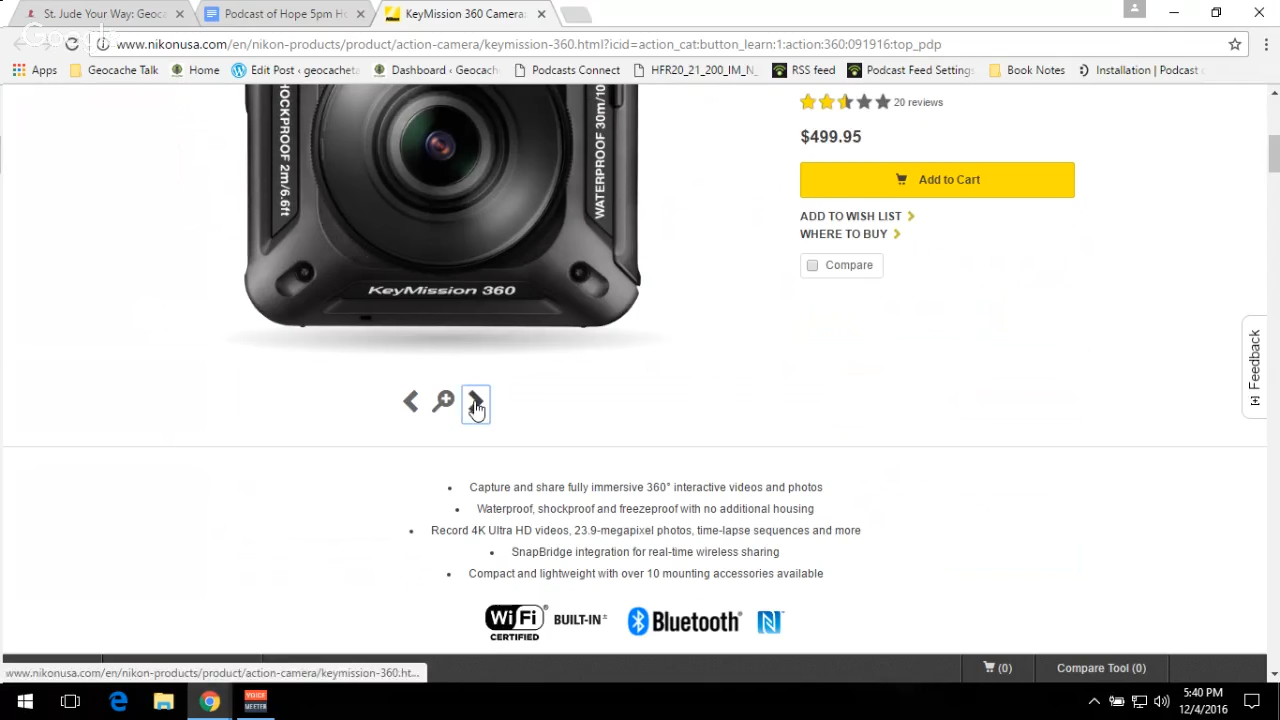 St. Jude Your Way: Geoca
Podcast of Hope 5pm H
KeyMission 360 Camera
Google
www.nikonusa.com/en/nikon-products/product/action-camera/keymission-360.html?icid=action_cat:button_learn:1:action:360:091916:top_pdp
Apps
Geocache Talk
Home
Edit Post ‹ geocacheta
Dashboard ‹ Geocach
Podcasts Connect
HFR20_21_200_IM_N_
RSS feed
Podcast Feed Settings
Book Notes
Installation | Podcast
SHOCKPROOF 2m/6.6ft
WATERPROOF 30m/10
KeyMission 360
20 reviews
$499.95
Add to Cart
ADD TO WISH LIST
WHERE TO BUY
Compare
[+] Feedback
• Capture and share fully immersive 360° interactive videos and photos
• Waterproof, shockproof and freezeproof with no additional housing
• Record 4K Ultra HD videos, 23.9-megapixel photos, time-lapse sequences and more
• SnapBridge integration for real-time wireless sharing
• Compact and lightweight with over 10 mounting accessories available
Wi Fi ® BUILT-IN
CERTIFIED
Bluetooth®
N
www.nikonusa.com/en/nikon-products/product/action-camera/keymission-360.ht...
(0)
Compare Tool (0)
VOICE
MEETER
5:40 PM
12/4/2016